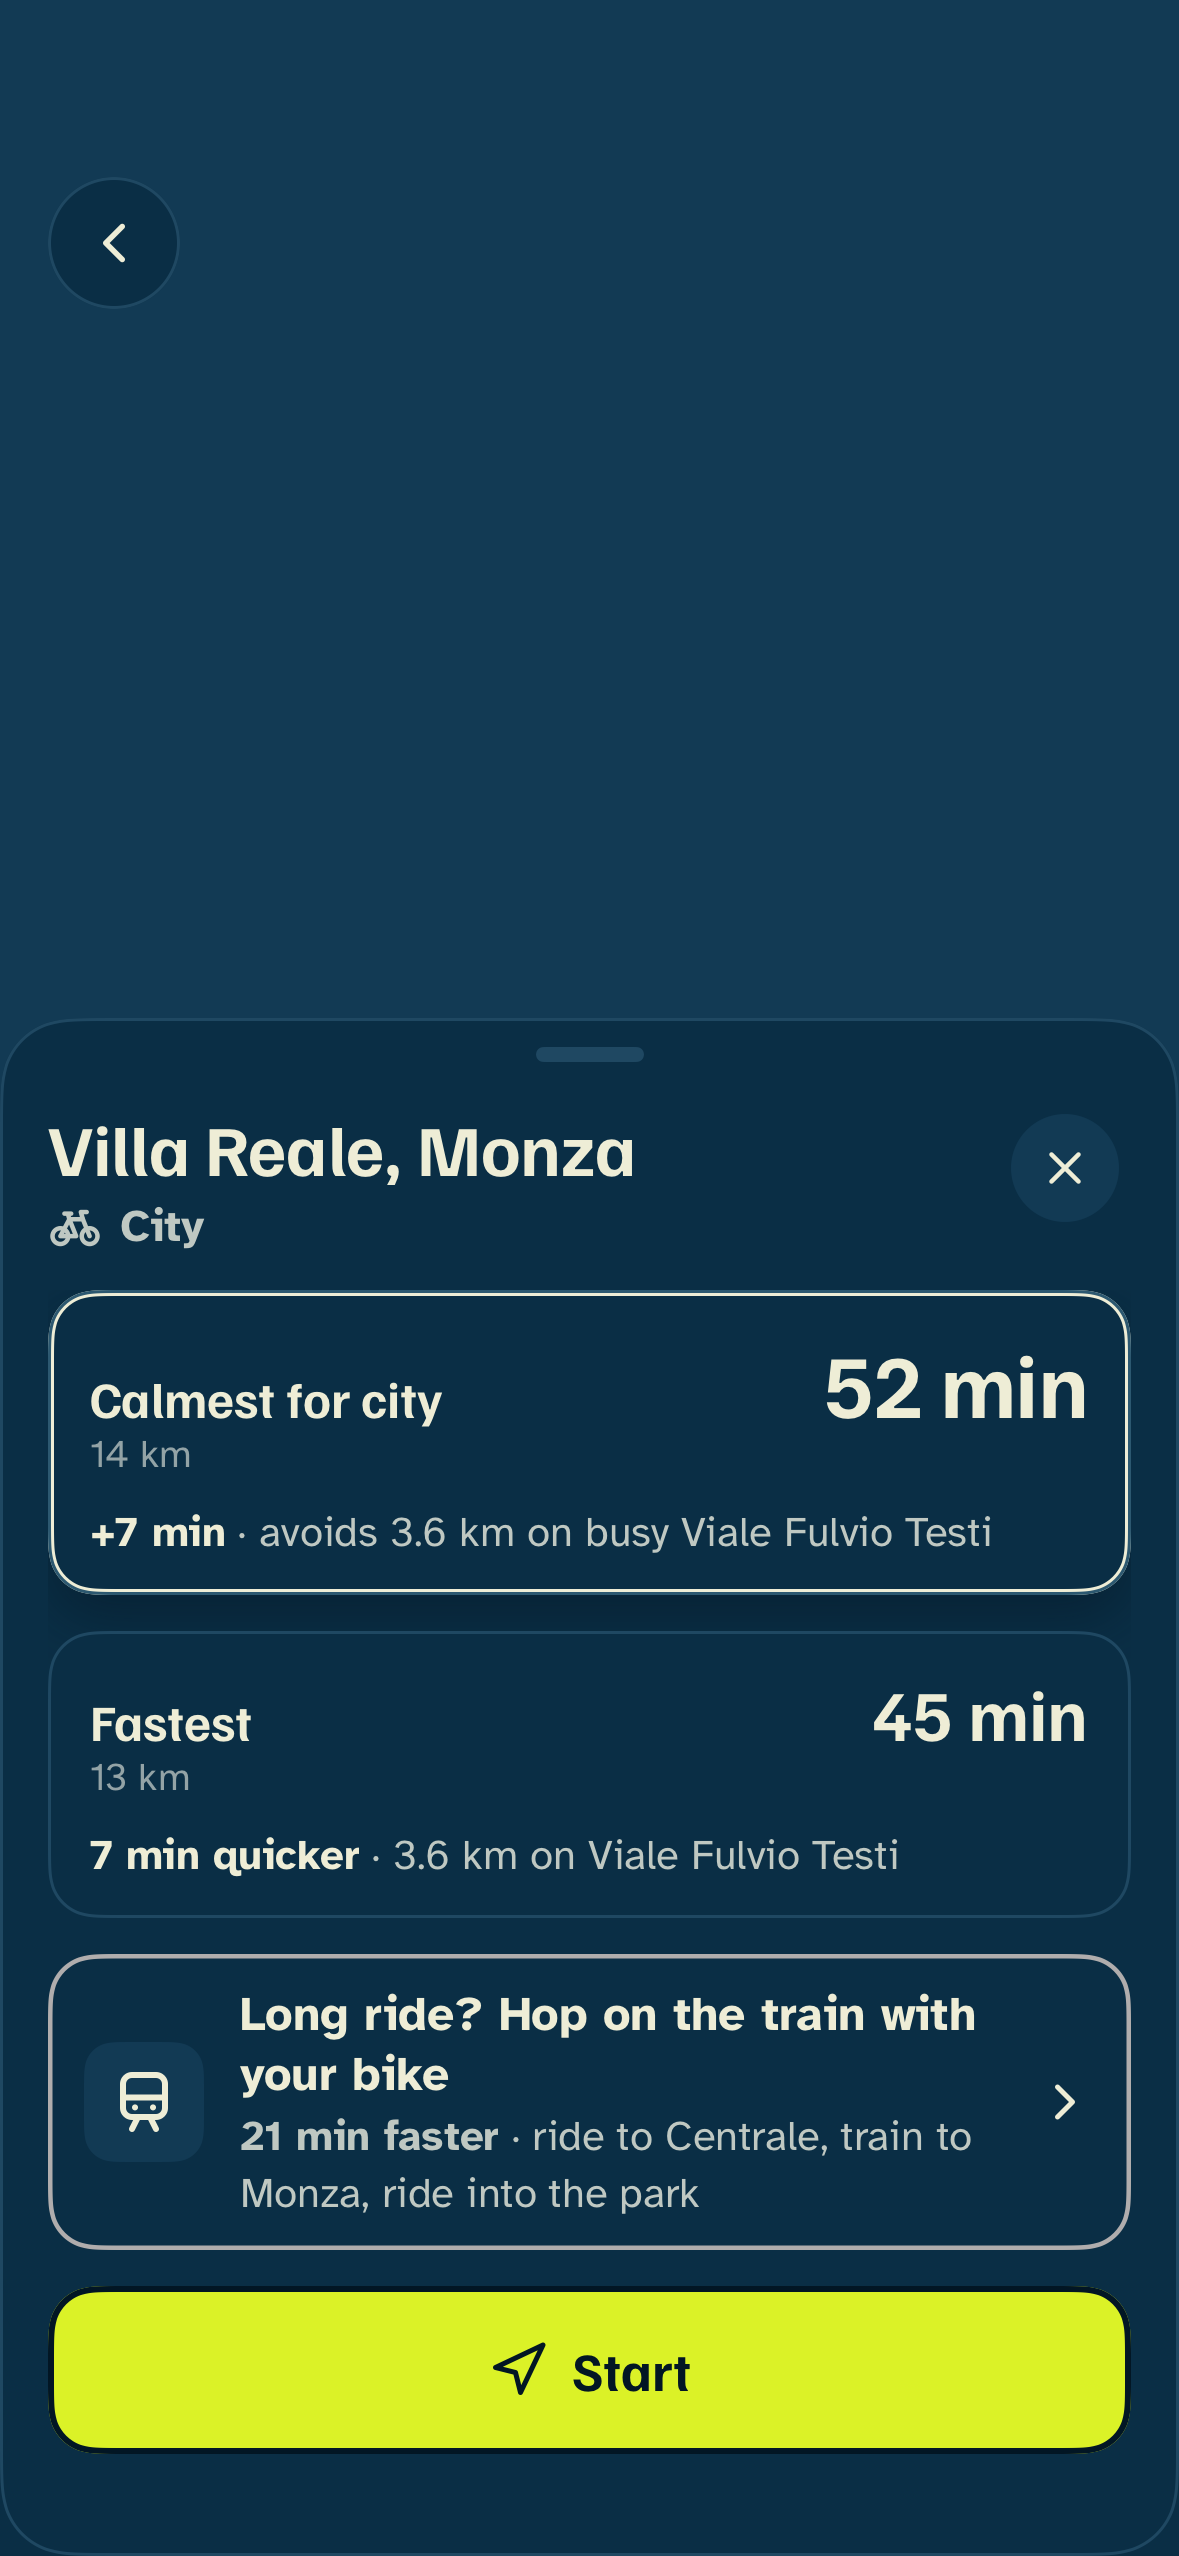 Villa Reale, Monza
City
Calmest for city
52 min
14 km
+7 min · avoids 3.6 km on busy Viale Fulvio Testi
Fastest
45 min
13 km
7 min quicker · 3.6 km on Viale Fulvio Testi
Long ride? Hop on the train with
your bike
21 min faster · ride to Centrale, train to
Monza, ride into the park
Start